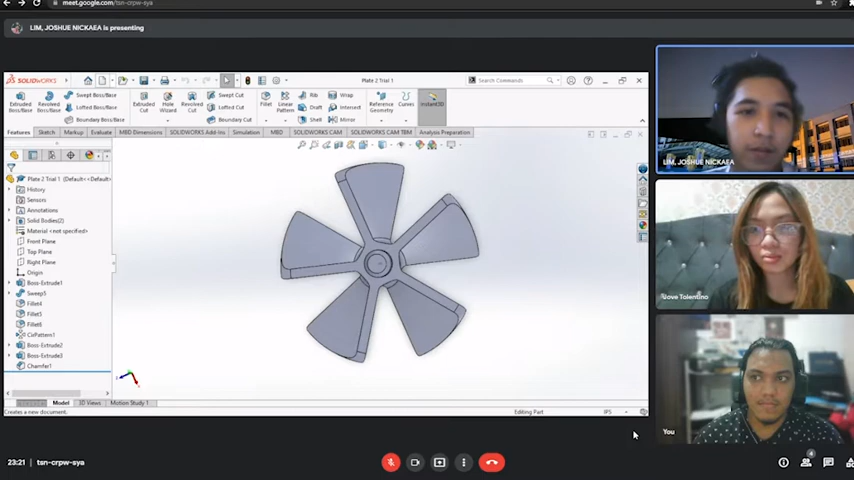 meet.google.com/tsn-crpw-sya
LIM, JOSHUE NICKAEA is presenting
SOLIDWORKS
Plate 2 Trial 1
Search Commands
Extruded Boss/Base
Revolved Boss/Base
Swept Boss/Base
Lofted Boss/Base
Boundary Boss/Base
Extruded Cut
Hole Wizard
Revolved Cut
Swept Cut
Lofted Cut
Boundary Cut
Fillet
Linear Pattern
Rib
Draft
Shell
Wrap
Intersect
Mirror
Reference Geometry
Curves
Instant3D
Features
Sketch
Markup
Evaluate
MBD Dimensions
SOLIDWORKS Add-Ins
Simulation
MBD
SOLIDWORKS CAM
SOLIDWORKS CAM TBM
Analysis Preparation
Plate 2 Trial 1 (Default<<Default>
History
Sensors
Annotations
Solid Bodies(2)
Material <not specified>
Front Plane
Top Plane
Right Plane
Origin
Boss-Extrude1
Sweep5
Fillet4
Fillet5
Fillet6
CirPattern1
Boss-Extrude2
Boss-Extrude3
Chamfer1
Model
3D Views
Motion Study 1
Creates a new document.
Editing Part
IPS
LIM, JOSHUE NICKAEA
Jove Tolentino
You
23:21
tsn-crpw-sya
4